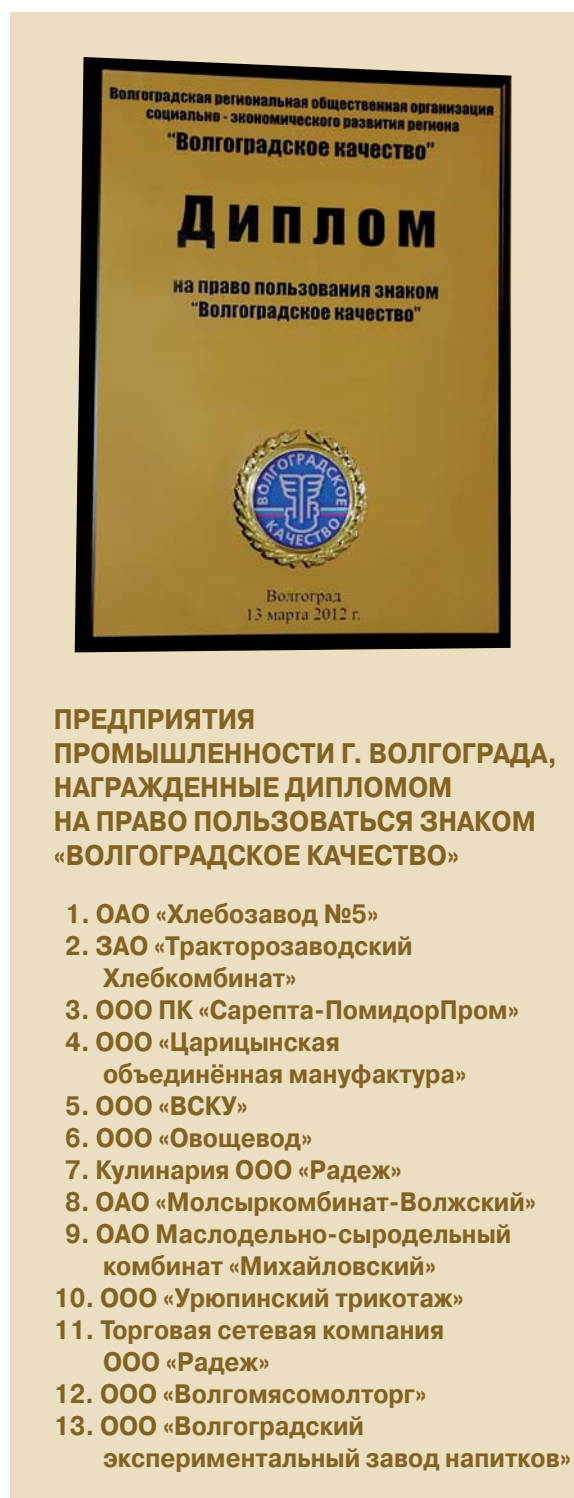 Волгоградская региональная общественная организация
социально - экономического развития региона
"Волгоградское качество"
Диплом
на право пользования знаком
"Волгоградское качество"
ВОЛГОГРАДСКОЕ
КАЧЕСТВО
Волгоград
13 марта 2012 г.
ПРЕДПРИЯТИЯ
ПРОМЫШЛЕННОСТИ Г. ВОЛГОГРАДА,
НАГРАЖДЕННЫЕ ДИПЛОМОМ
НА ПРАВО ПОЛЬЗОВАТЬСЯ ЗНАКОМ
«ВОЛГОГРАДСКОЕ КАЧЕСТВО»
1. ОАО «Хлебозавод №5»
2. ЗАО «Тракторозаводский
Хлебкомбинат»
3. ООО ПК «Сарепта-ПомидорПром»
4. ООО «Царицынская
объединённая мануфактура»
5. ООО «ВСКУ»
6. ООО «Овощевод»
7. Кулинария ООО «Радеж»
8. ОАО «Молсыркомбинат-Волжский»
9. ОАО Маслодельно-сыродельный
комбинат «Михайловский»
10. ООО «Урюпинский трикотаж»
11. Торговая сетевая компания
ООО «Радеж»
12. ООО «Волгомясомолторг»
13. ООО «Волгоградский
экспериментальный завод напитков»